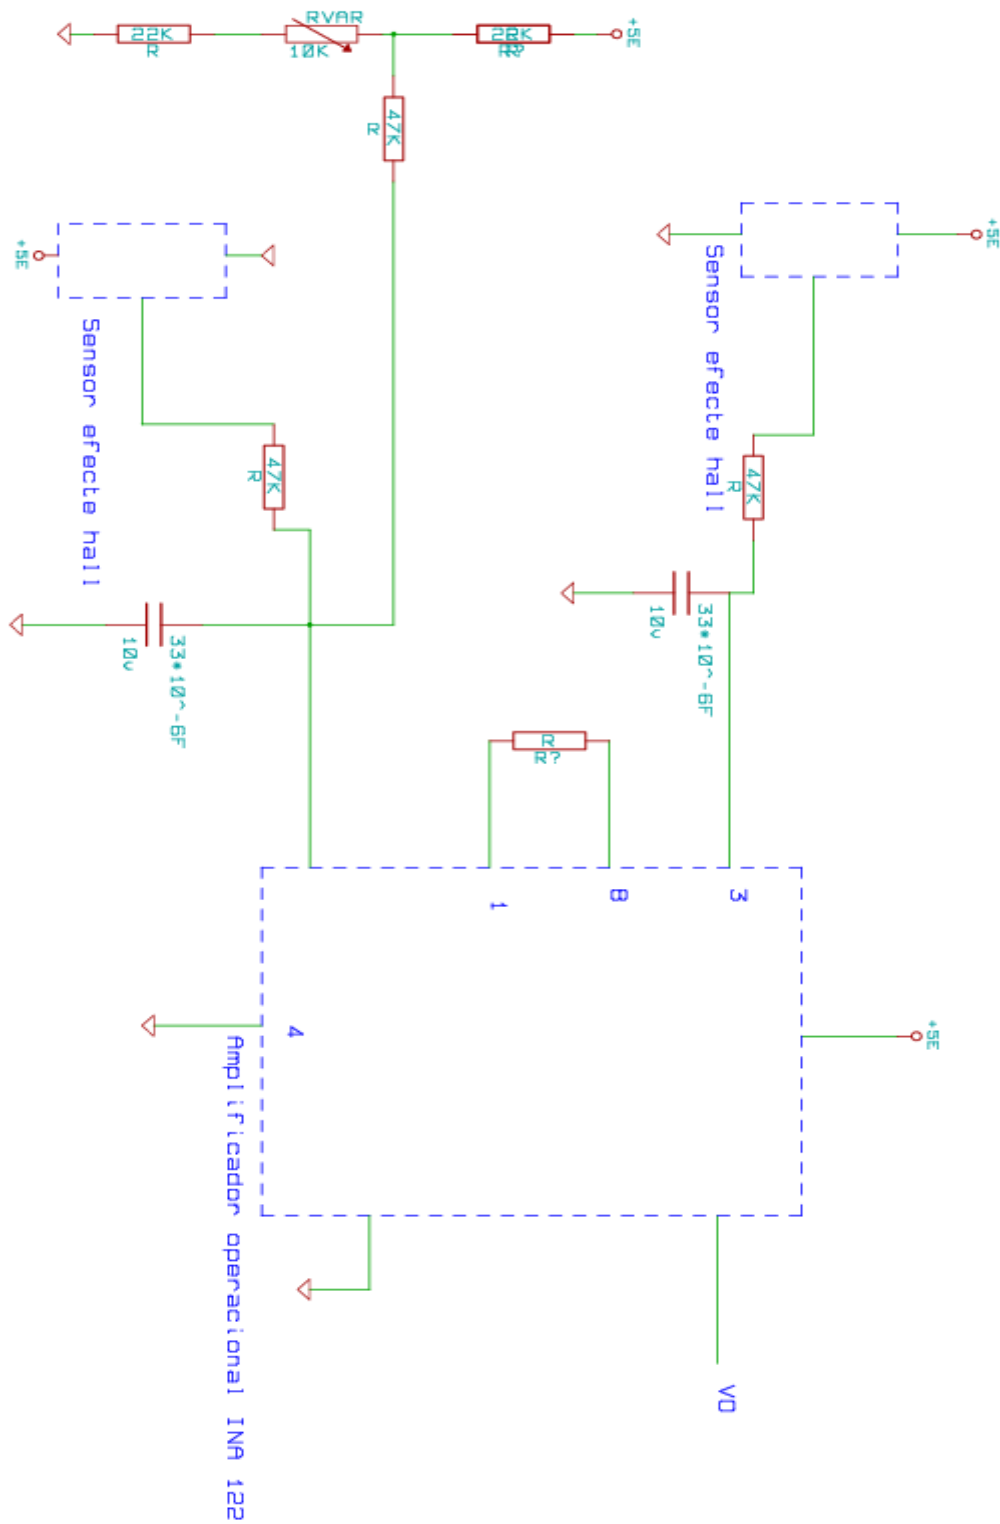 +5E
22K
R
RVAR
10K
47K
R
+5E
Sensor efecte hall
47K
R
33*10^-6F
10v
+5E
Sensor efecte hall
47K
R
33*10^-6F
10v
R
R?
1
8
3
4
+5E
Amplificador operacional INA 122
VO